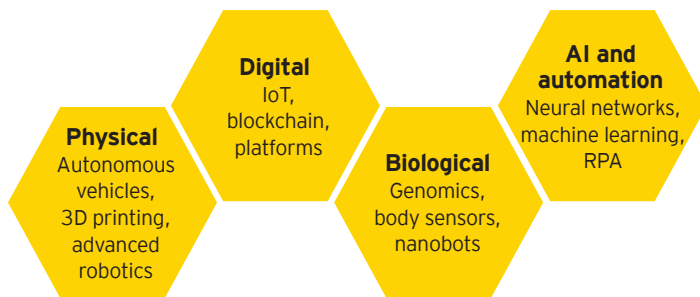 Physical
Autonomous
vehicles,
3D printing,
advanced
robotics
Digital
IoT,
blockchain,
platforms
Biological
Genomics,
body sensors,
nanobots
AI and
automation
Neural networks,
machine learning,
RPA